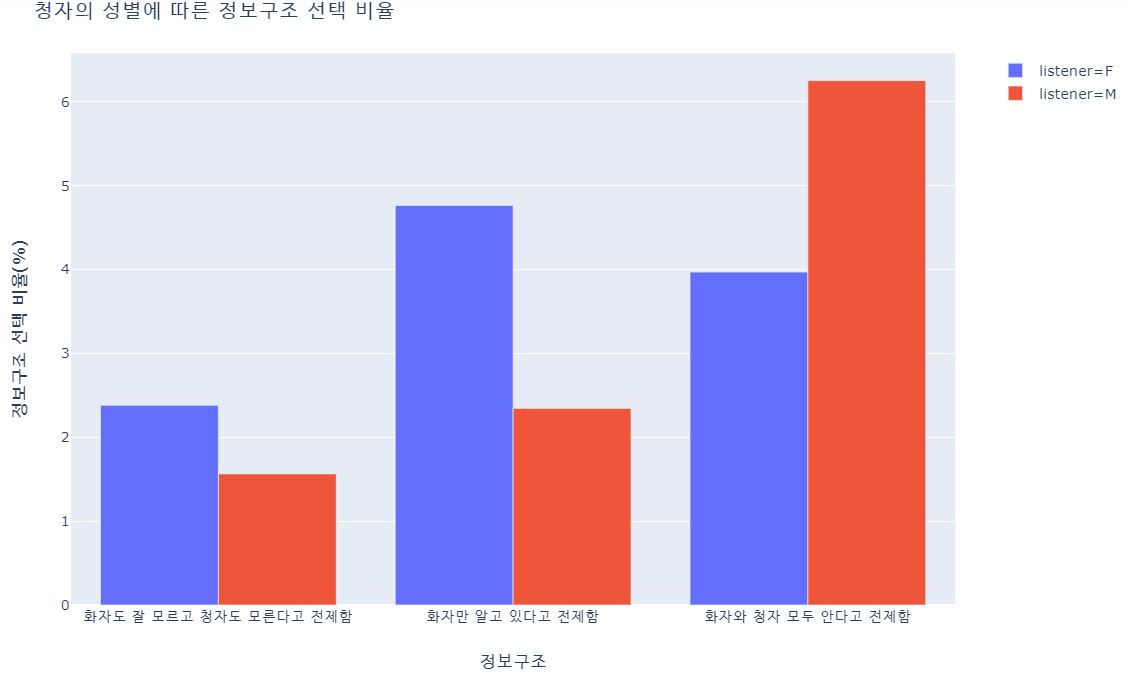 청자의 성별에 따른 정보구조 선택 비율
listener=F
listener=M
정보구조 선택 비율(%)
6
5
4
3
2
1
0
화자도 잘 모르고 청자도 모른다고 전제함
화자만 알고 있다고 전제함
화자와 청자 모두 안다고 전제함
정보구조